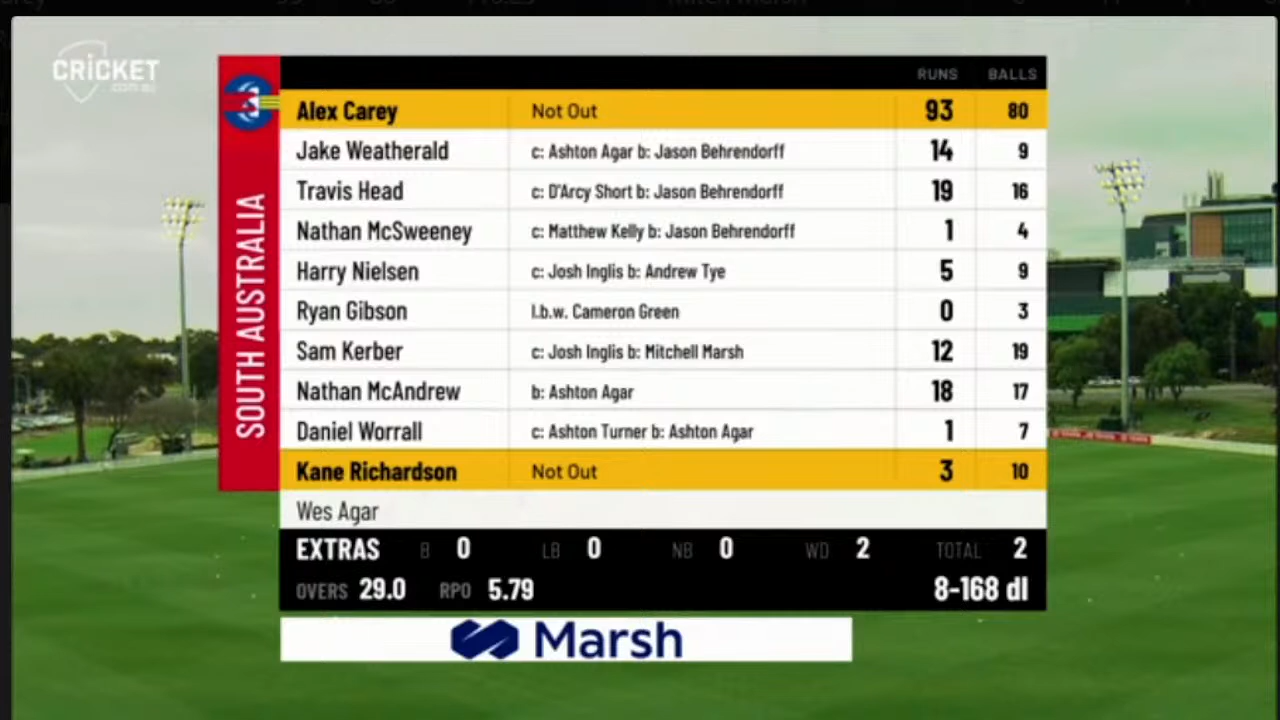 CRICKET
.com.au
RUNS BALLS
Alex Carey Not Out 93 80
Jake Weatherald c: Ashton Agar b: Jason Behrendorff 14 9
Travis Head c: D'Arcy Short b: Jason Behrendorff 19 16
Nathan McSweeney c: Matthew Kelly b: Jason Behrendorff 1 4
Harry Nielsen c: Josh Inglis b: Andrew Tye 5 9
Ryan Gibson l.b.w. Cameron Green 0 3
Sam Kerber c: Josh Inglis b: Mitchell Marsh 12 19
Nathan McAndrew b: Ashton Agar 18 17
Daniel Worrall c: Ashton Turner b: Ashton Agar 1 7
Kane Richardson Not Out 3 10
Wes Agar
SOUTH AUSTRALIA
EXTRAS B 0 LB 0 NB 0 WD 2 TOTAL 2
OVERS 29.0 RPO 5.79 8-168 dl
Marsh